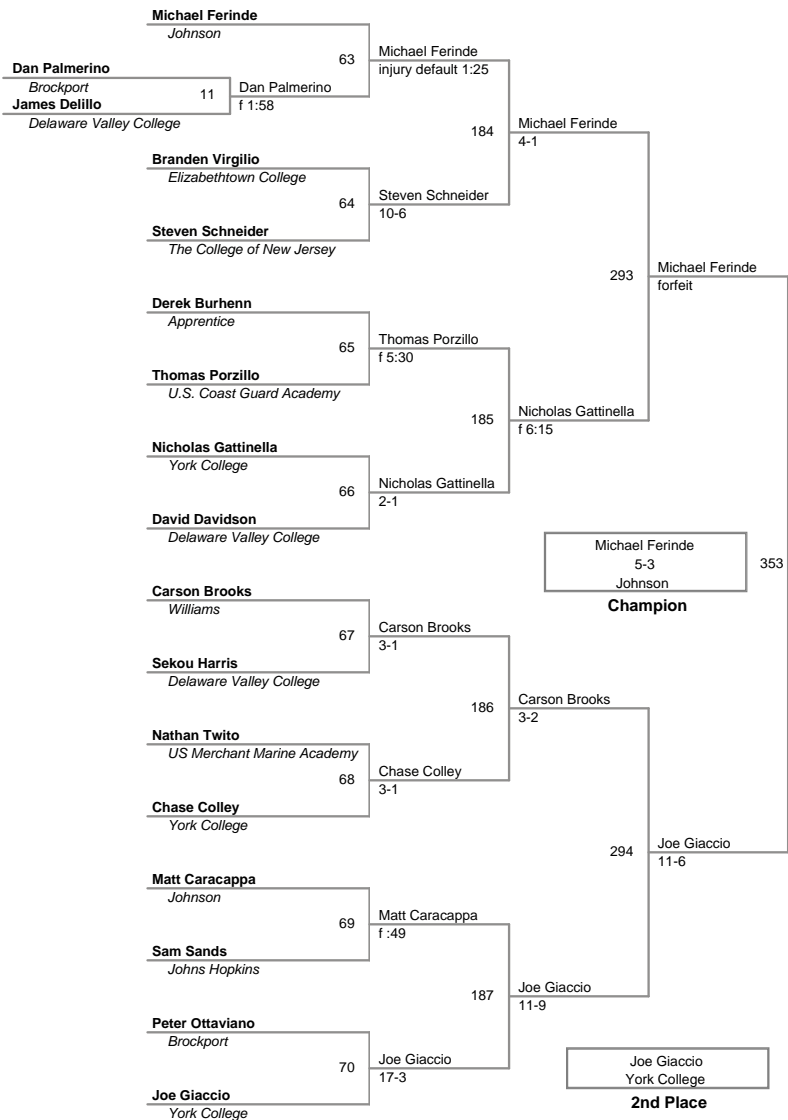 Michael Ferinde
Johnson
63
Michael Ferinde
injury default 1:25
Dan Palmerino
Brockport
11
Dan Palmerino
f 1:58
James Delillo
Delaware Valley College
184
Michael Ferinde
4-1
Branden Virgilio
Elizabethtown College
64
Steven Schneider
10-6
Steven Schneider
The College of New Jersey
293
Michael Ferinde
forfeit
Derek Burhenn
Apprentice
65
Thomas Porzillo
f 5:30
Thomas Porzillo
U.S. Coast Guard Academy
185
Nicholas Gattinella
f 6:15
Nicholas Gattinella
York College
66
Nicholas Gattinella
2-1
David Davidson
Delaware Valley College
Michael Ferinde
5-3
Johnson
353
Champion
Carson Brooks
Williams
67
Carson Brooks
3-1
Sekou Harris
Delaware Valley College
186
Carson Brooks
3-2
Nathan Twito
US Merchant Marine Academy
68
Chase Colley
3-1
Chase Colley
York College
294
Joe Giaccio
11-6
Matt Caracappa
Johnson
69
Matt Caracappa
f :49
Sam Sands
Johns Hopkins
187
Joe Giaccio
11-9
Peter Ottaviano
Brockport
70
Joe Giaccio
17-3
Joe Giaccio
York College
Joe Giaccio
York College
2nd Place